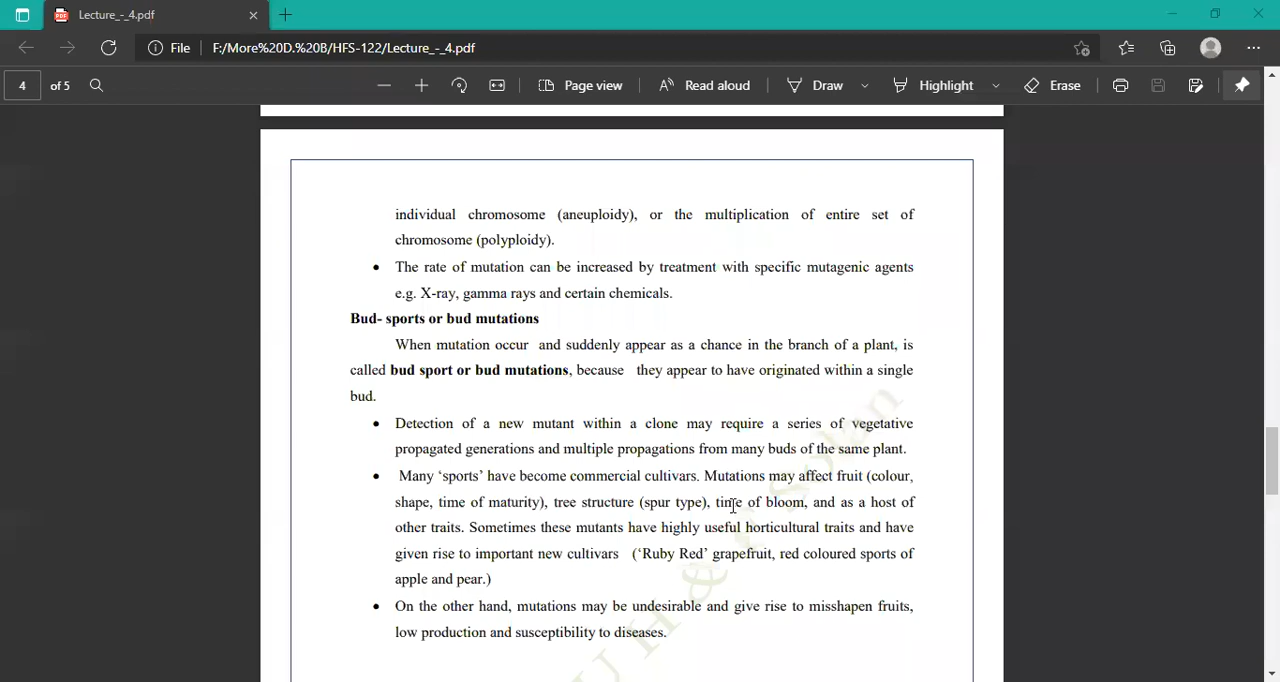 Lecture_-_4.pdf
File F:/More%20D.%20B/HFS-122/Lecture_-_4.pdf
4 of 5 Page view Read aloud Draw Highlight Erase
individual chromosome (aneuploidy), or the multiplication of entire set of
chromosome (polyploidy).
• The rate of mutation can be increased by treatment with specific mutagenic agents
e.g. X-ray, gamma rays and certain chemicals.
Bud- sports or bud mutations
When mutation occur and suddenly appear as a chance in the branch of a plant, is
called bud sport or bud mutations, because they appear to have originated within a single
bud.
• Detection of a new mutant within a clone may require a series of vegetative
propagated generations and multiple propagations from many buds of the same plant.
• Many ‘sports’ have become commercial cultivars. Mutations may affect fruit (colour,
shape, time of maturity), tree structure (spur type), time of bloom, and as a host of
other traits. Sometimes these mutants have highly useful horticultural traits and have
given rise to important new cultivars (‘Ruby Red’ grapefruit, red coloured sports of
apple and pear.)
• On the other hand, mutations may be undesirable and give rise to misshapen fruits,
low production and susceptibility to diseases.
U H & F Solan